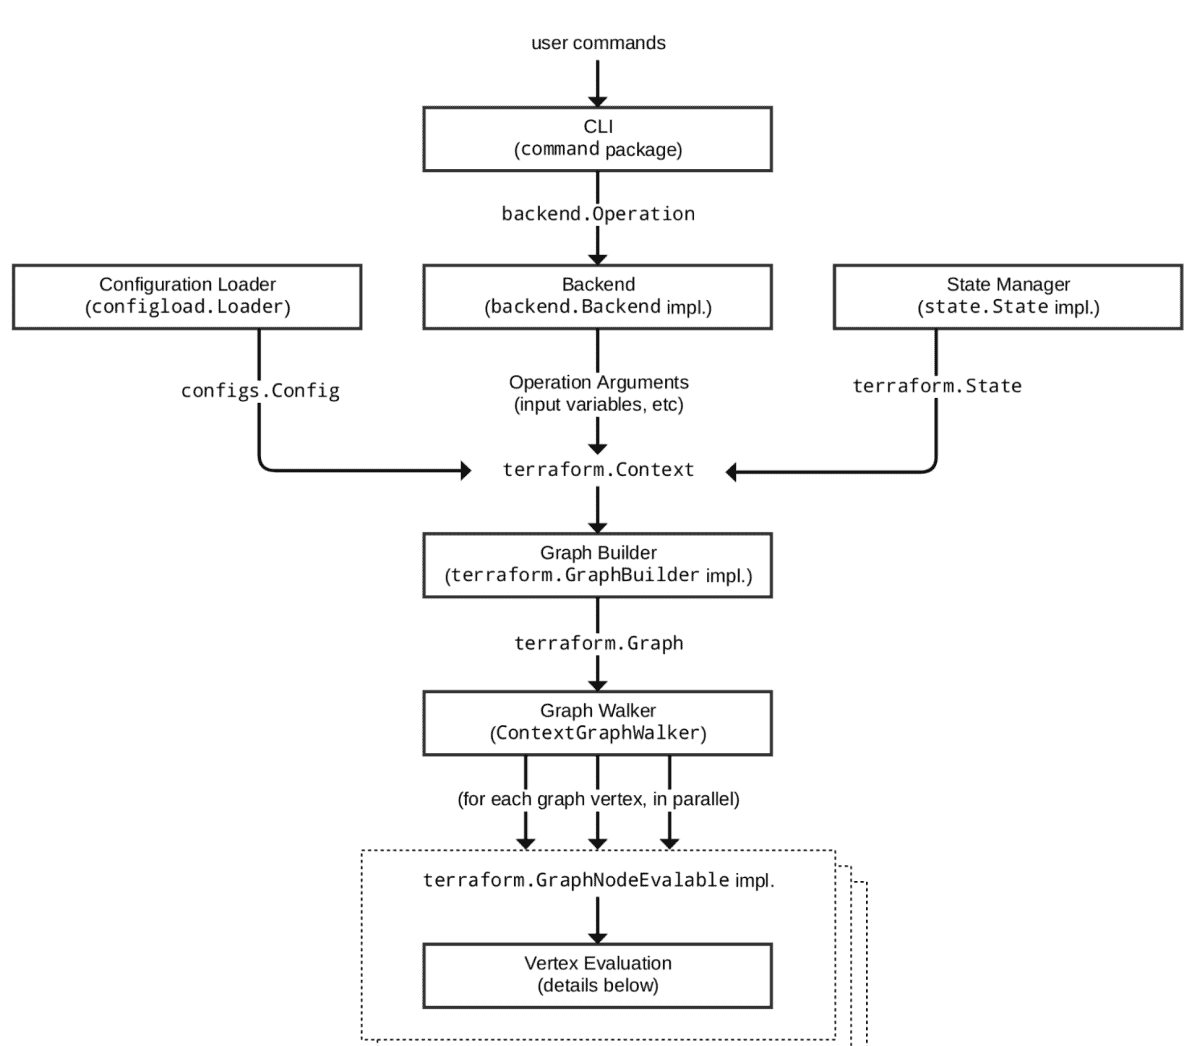 user commands
CLI
(command package)
backend.Operation
Configuration Loader
(configload.Loader)
Backend
(backend.Backend impl.)
State Manager
(state.State impl.)
configs.Config
Operation Arguments
(input variables, etc)
terraform.State
terraform.Context
Graph Builder
(terraform.GraphBuilder impl.)
terraform.Graph
Graph Walker
(ContextGraphWalker)
(for each graph vertex, in parallel)
terraform.GraphNodeEvalable impl.
Vertex Evaluation
(details below)